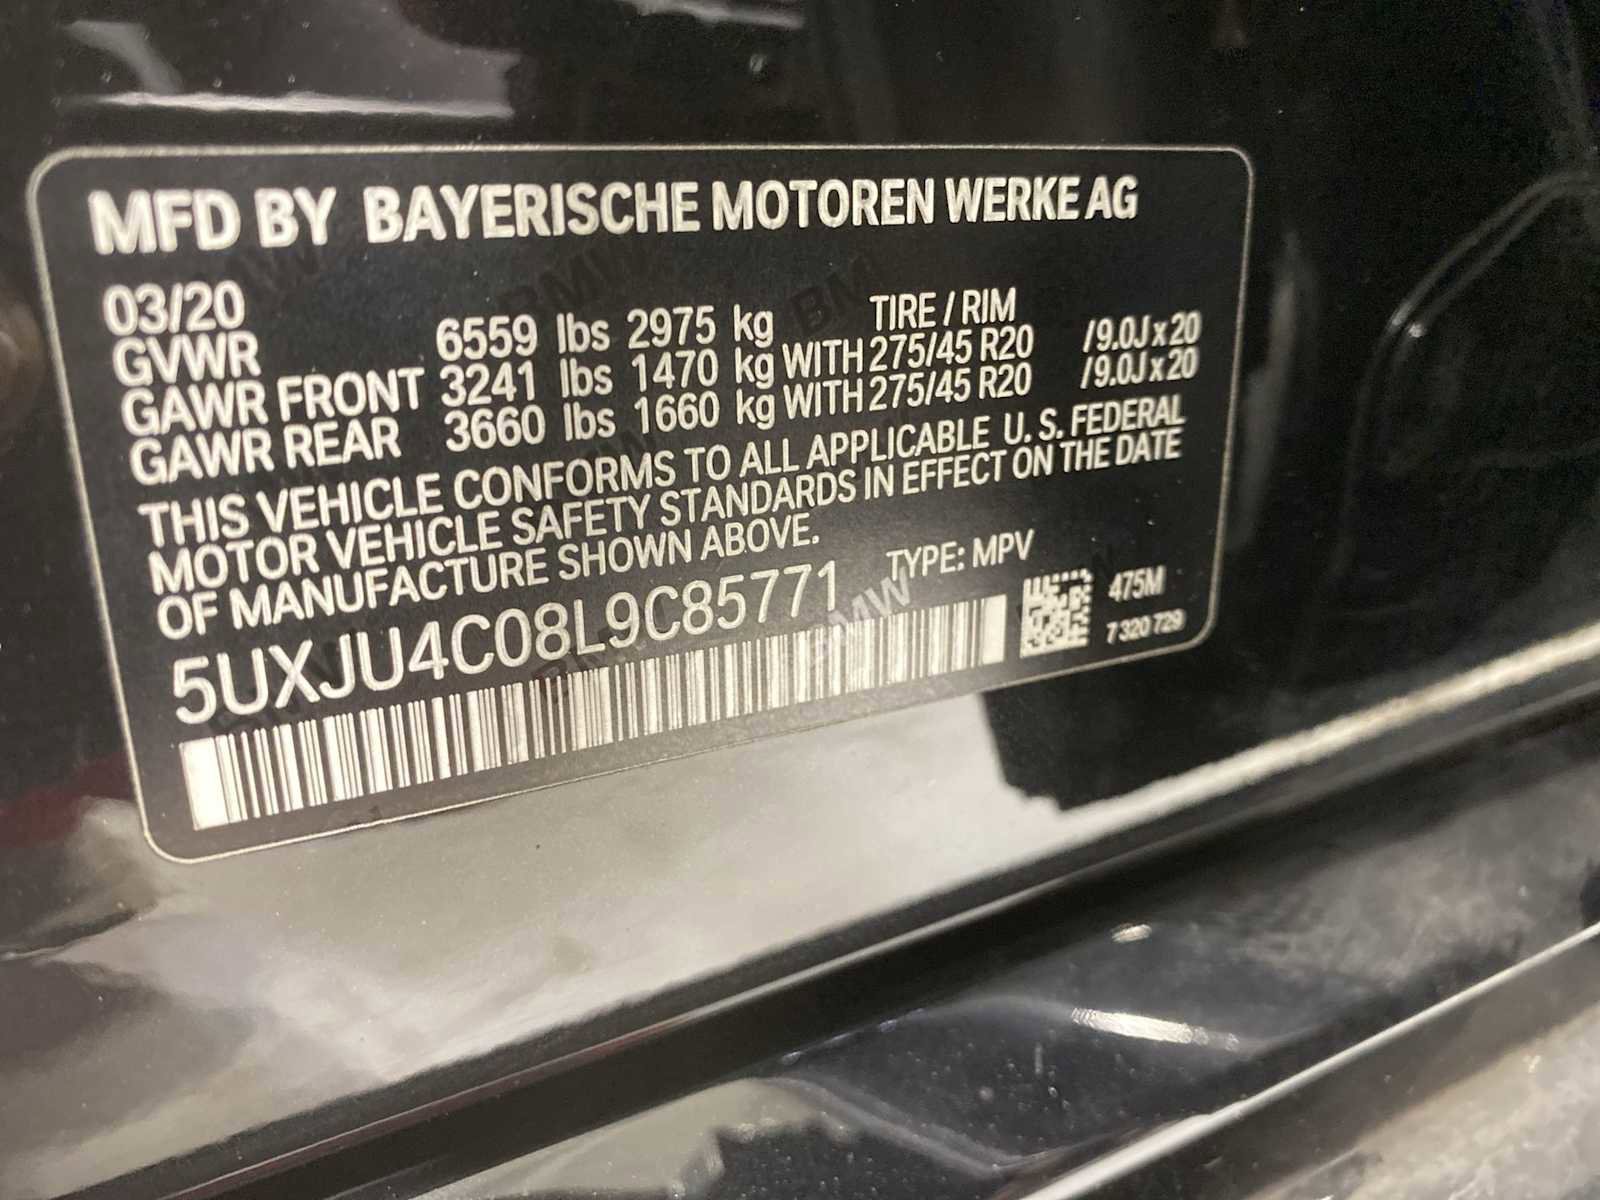 MFD BY BAYERISCHE MOTOREN WERKE AG
03/20 TIRE / RIM
GVWR 6559 lbs 2975 kg
GAWR FRONT 3241 lbs 1470 kg WITH 275/45 R20 /9.0J x 20
GAWR REAR 3660 lbs 1660 kg WITH 275/45 R20 /9.0J x 20
THIS VEHICLE CONFORMS TO ALL APPLICABLE U. S. FEDERAL
MOTOR VEHICLE SAFETY STANDARDS IN EFFECT ON THE DATE
OF MANUFACTURE SHOWN ABOVE.
5UXJU4C08L9C85771 TYPE: MPV
475M
7 320 729